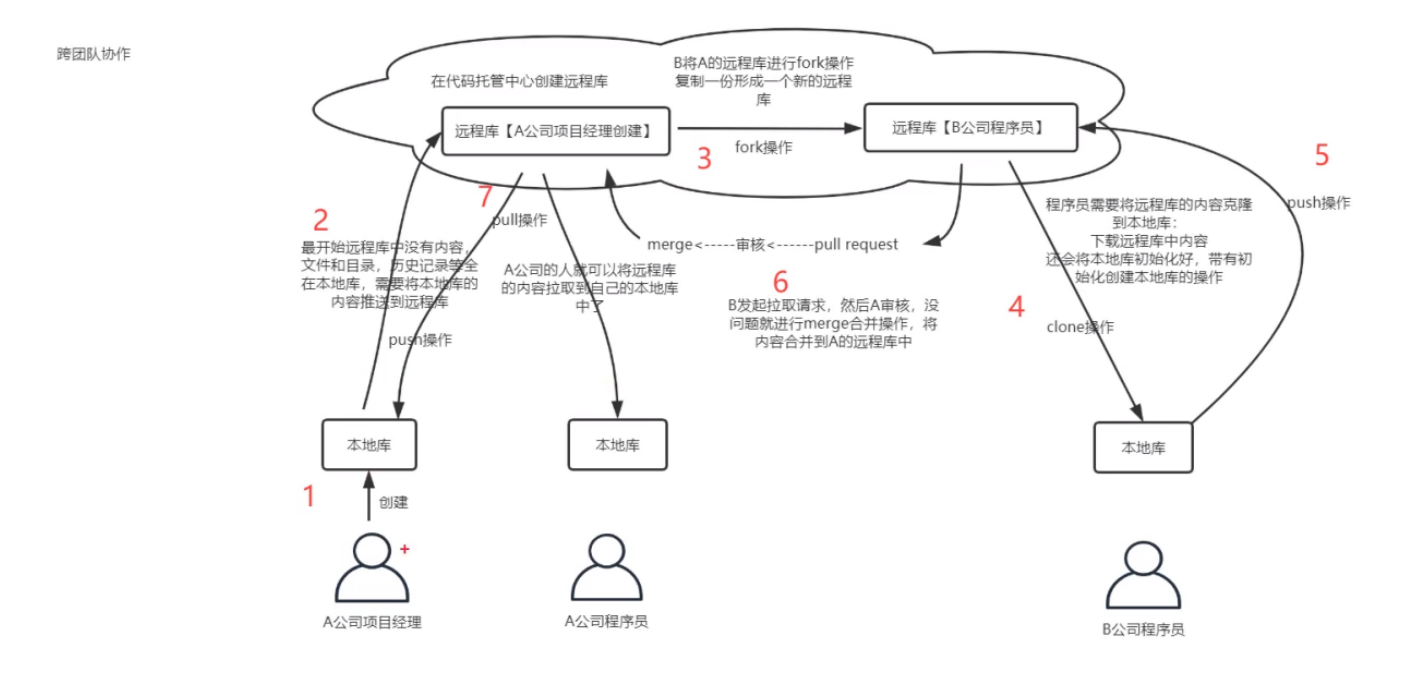 跨团队协作
在代码托管中心创建远程库
B将A的远程库进行fork操作
复制一份形成一个新的远程
库
远程库【A公司项目经理创建】
fork操作
远程库【B公司程序员】
3
5
push操作
2
最开始远程库中没有内容，
文件和目录，历史记录等全
在本地库，需要将本地库的
内容推送到远程库
push操作
7
pull操作
A公司的人就可以将远程库
的内容拉取到自己的本地库
中了
merge<-----审核<------pull request
6
B发起拉取请求，然后A审核，没
问题就进行merge合并操作，将
内容合并到A的远程库中
程序员需要将远程库的内容克隆
到本地库：
下载远程库中内容
还会将本地库初始化好，带有初
始化创建本地库的操作
4
clone操作
本地库
本地库
本地库
1
创建
+
A公司项目经理
A公司程序员
B公司程序员